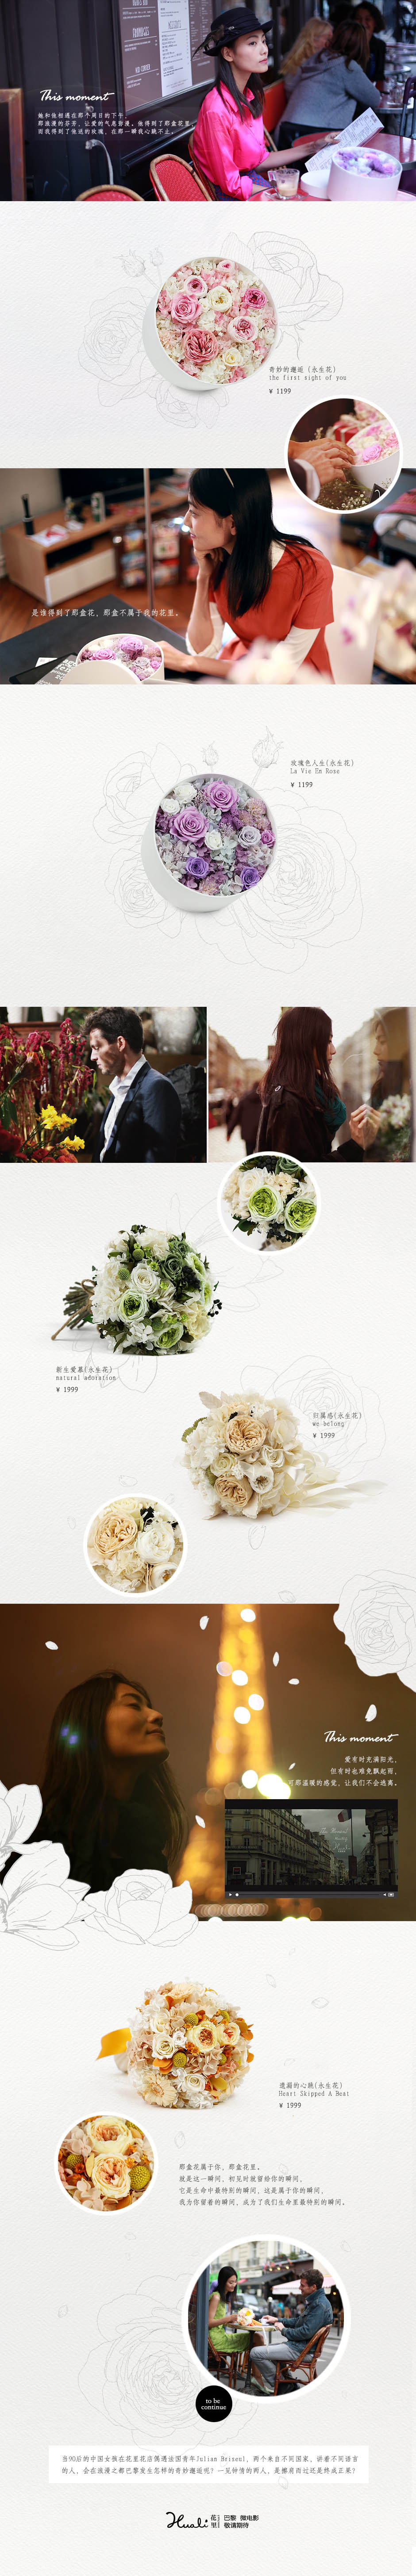 This moment
她和他相遇在那个周日的下午。
那浪漫的芬芳，让爱的气息弥漫。他得到了那盒花里，
而我得到了他送的玫瑰，在那一瞬我心跳不止。
奇妙的邂逅 (永生花)
the first sight of you
¥ 1199
是谁得到了那盒花，那盒不属于我的花里。
玫瑰色人生(永生花)
La Vie En Rose
¥ 1199
新生爱慕(永生花)
natural adoration
¥ 1999
归属感(永生花)
we belong
¥ 1999
This moment
爱有时充满阳光，
但有时也难免飘起雨，
可那温暖的感觉，让我们不会逃离。
遗漏的心跳(永生花)
Heart Skipped A Beat
¥ 1999
那盒花属于你，那盒花里。
就是这一瞬间，初见时就留给你的瞬间，
它是生命中最特别的瞬间，这是属于你的瞬间，
我为你留着的瞬间，成为了我们生命里最特别的瞬间。
to be
continue
当90后的中国女孩在花里花店偶遇法国青年Julian Briseul，两个来自不同国家，讲着不同语言
的人，会在浪漫之都巴黎发生怎样的奇妙邂逅呢？一见钟情的两人，是擦肩而过还是终成正果？
Huali 花里 巴黎 微电影
敬请期待